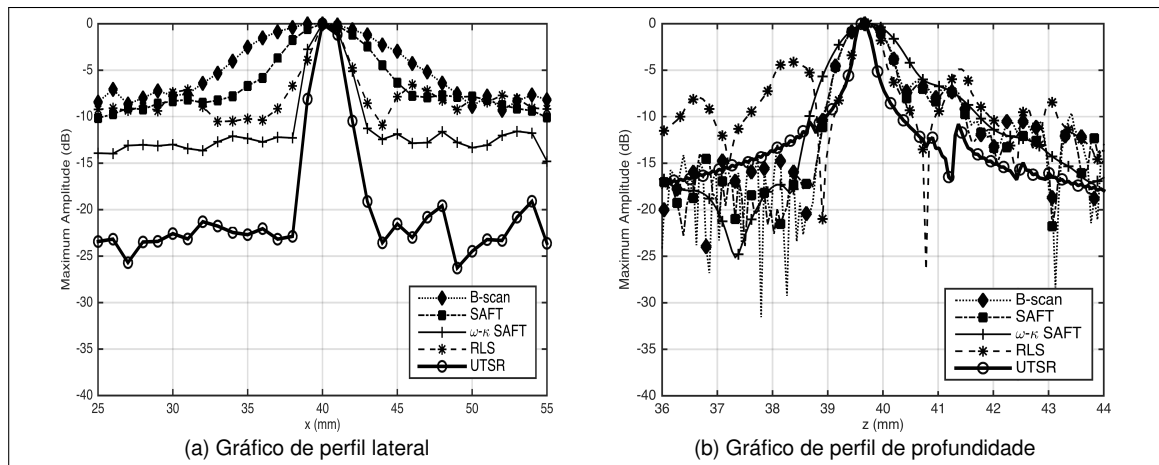 Maximum Amplitude (dB)
0
-5
-10
-15
-20
-25
-30
-35
-40
25 30 35 40 45 50 55
x (mm)
B-scan
SAFT
ω-κ SAFT
RLS
UTSR
(a) Gráfico de perfil lateral
Maximum Amplitude (dB)
0
-5
-10
-15
-20
-25
-30
-35
-40
36 37 38 39 40 41 42 43 44
z (mm)
B-scan
SAFT
ω-κ SAFT
RLS
UTSR
(b) Gráfico de perfil de profundidade